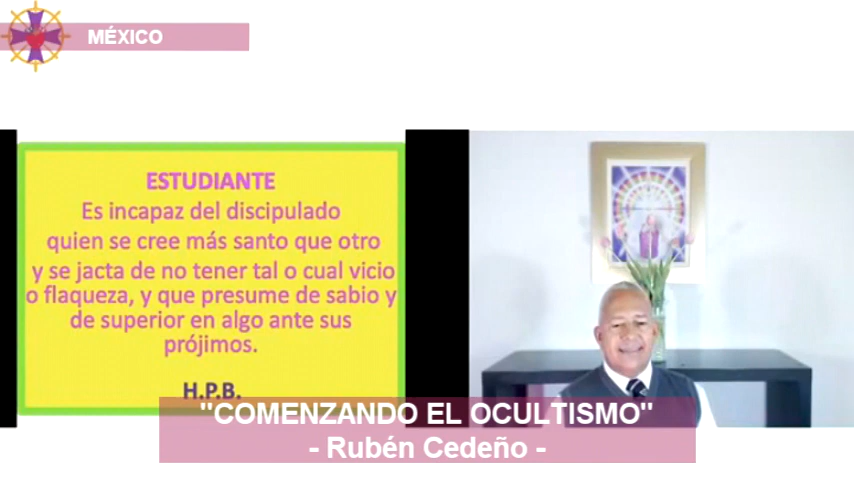 MÉXICO
ESTUDIANTE
Es incapaz del discipulado
quien se cree más santo que otro
y se jacta de no tener tal o cual vicio
o flaqueza, y que presume de sabio y
de superior en algo ante sus
prójimos.
H.P.B.
"COMENZANDO EL OCULTISMO"
- Rubén Cedeño -